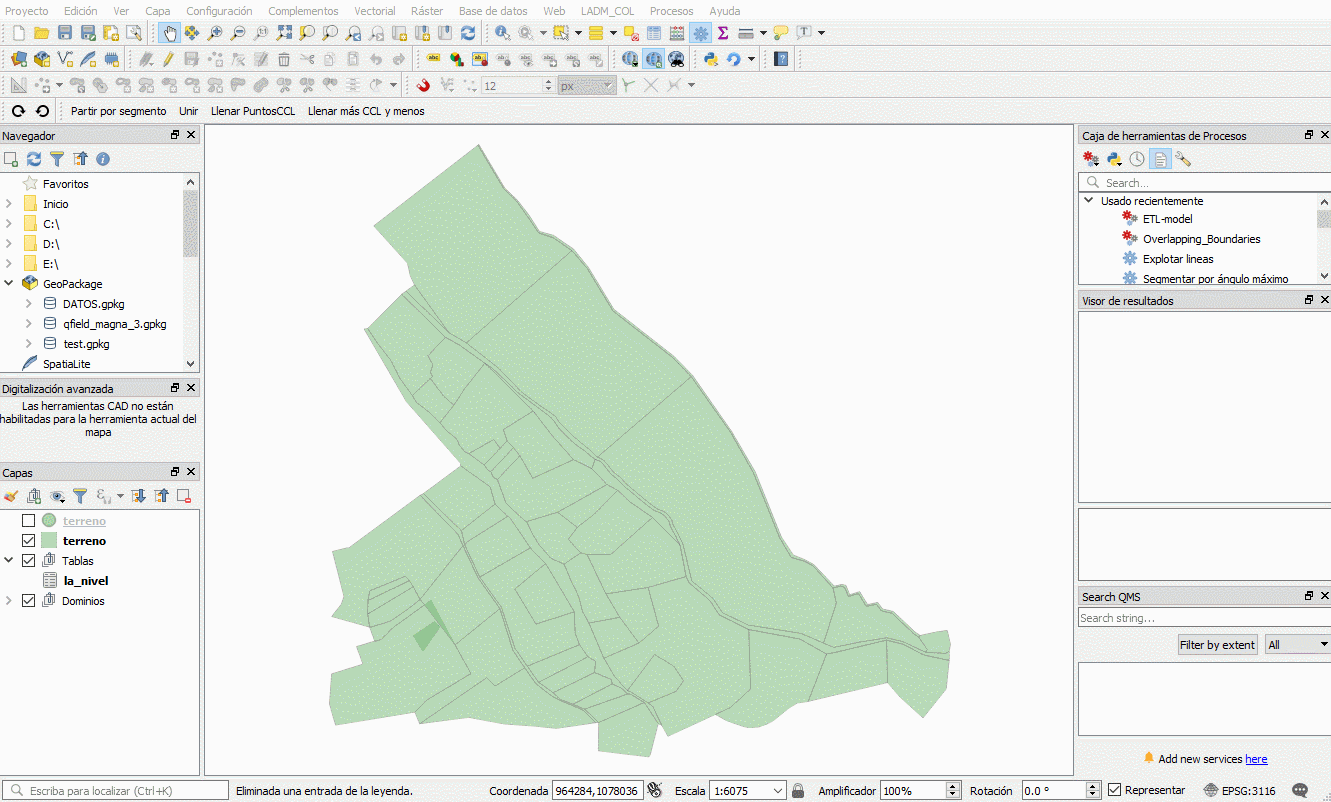 Proyecto Edición Ver Capa Configuración Complementos Vectorial Ráster Base de datos Web LADM_COL Procesos Ayuda
12 px
Partir por segmento Unir Llenar PuntosCCL Llenar más CCL y menos
Navegador
Favoritos
Inicio
C:\
D:\
E:\
GeoPackage
DATOS.gpkg
qfield_magna_3.gpkg
test.gpkg
SpatiaLite
Digitalización avanzada
Las herramientas CAD no están
habilitadas para la herramienta actual del
mapa
Capas
terreno
terreno
Tablas
la_nivel
Dominios
Caja de herramientas de Procesos
Search...
Usado recientemente
ETL-model
Overlapping_Boundaries
Explotar lineas
Segmentar por ángulo máximo
Visor de resultados
Search QMS
Search string...
Filter by extent All
Add new services here
Escriba para localizar (Ctrl+K) Eliminada una entrada de la leyenda. Coordenada 964284,1078036 Escala 1:6075 Amplificador 100% Rotación 0.0 ° Representar EPSG:3116